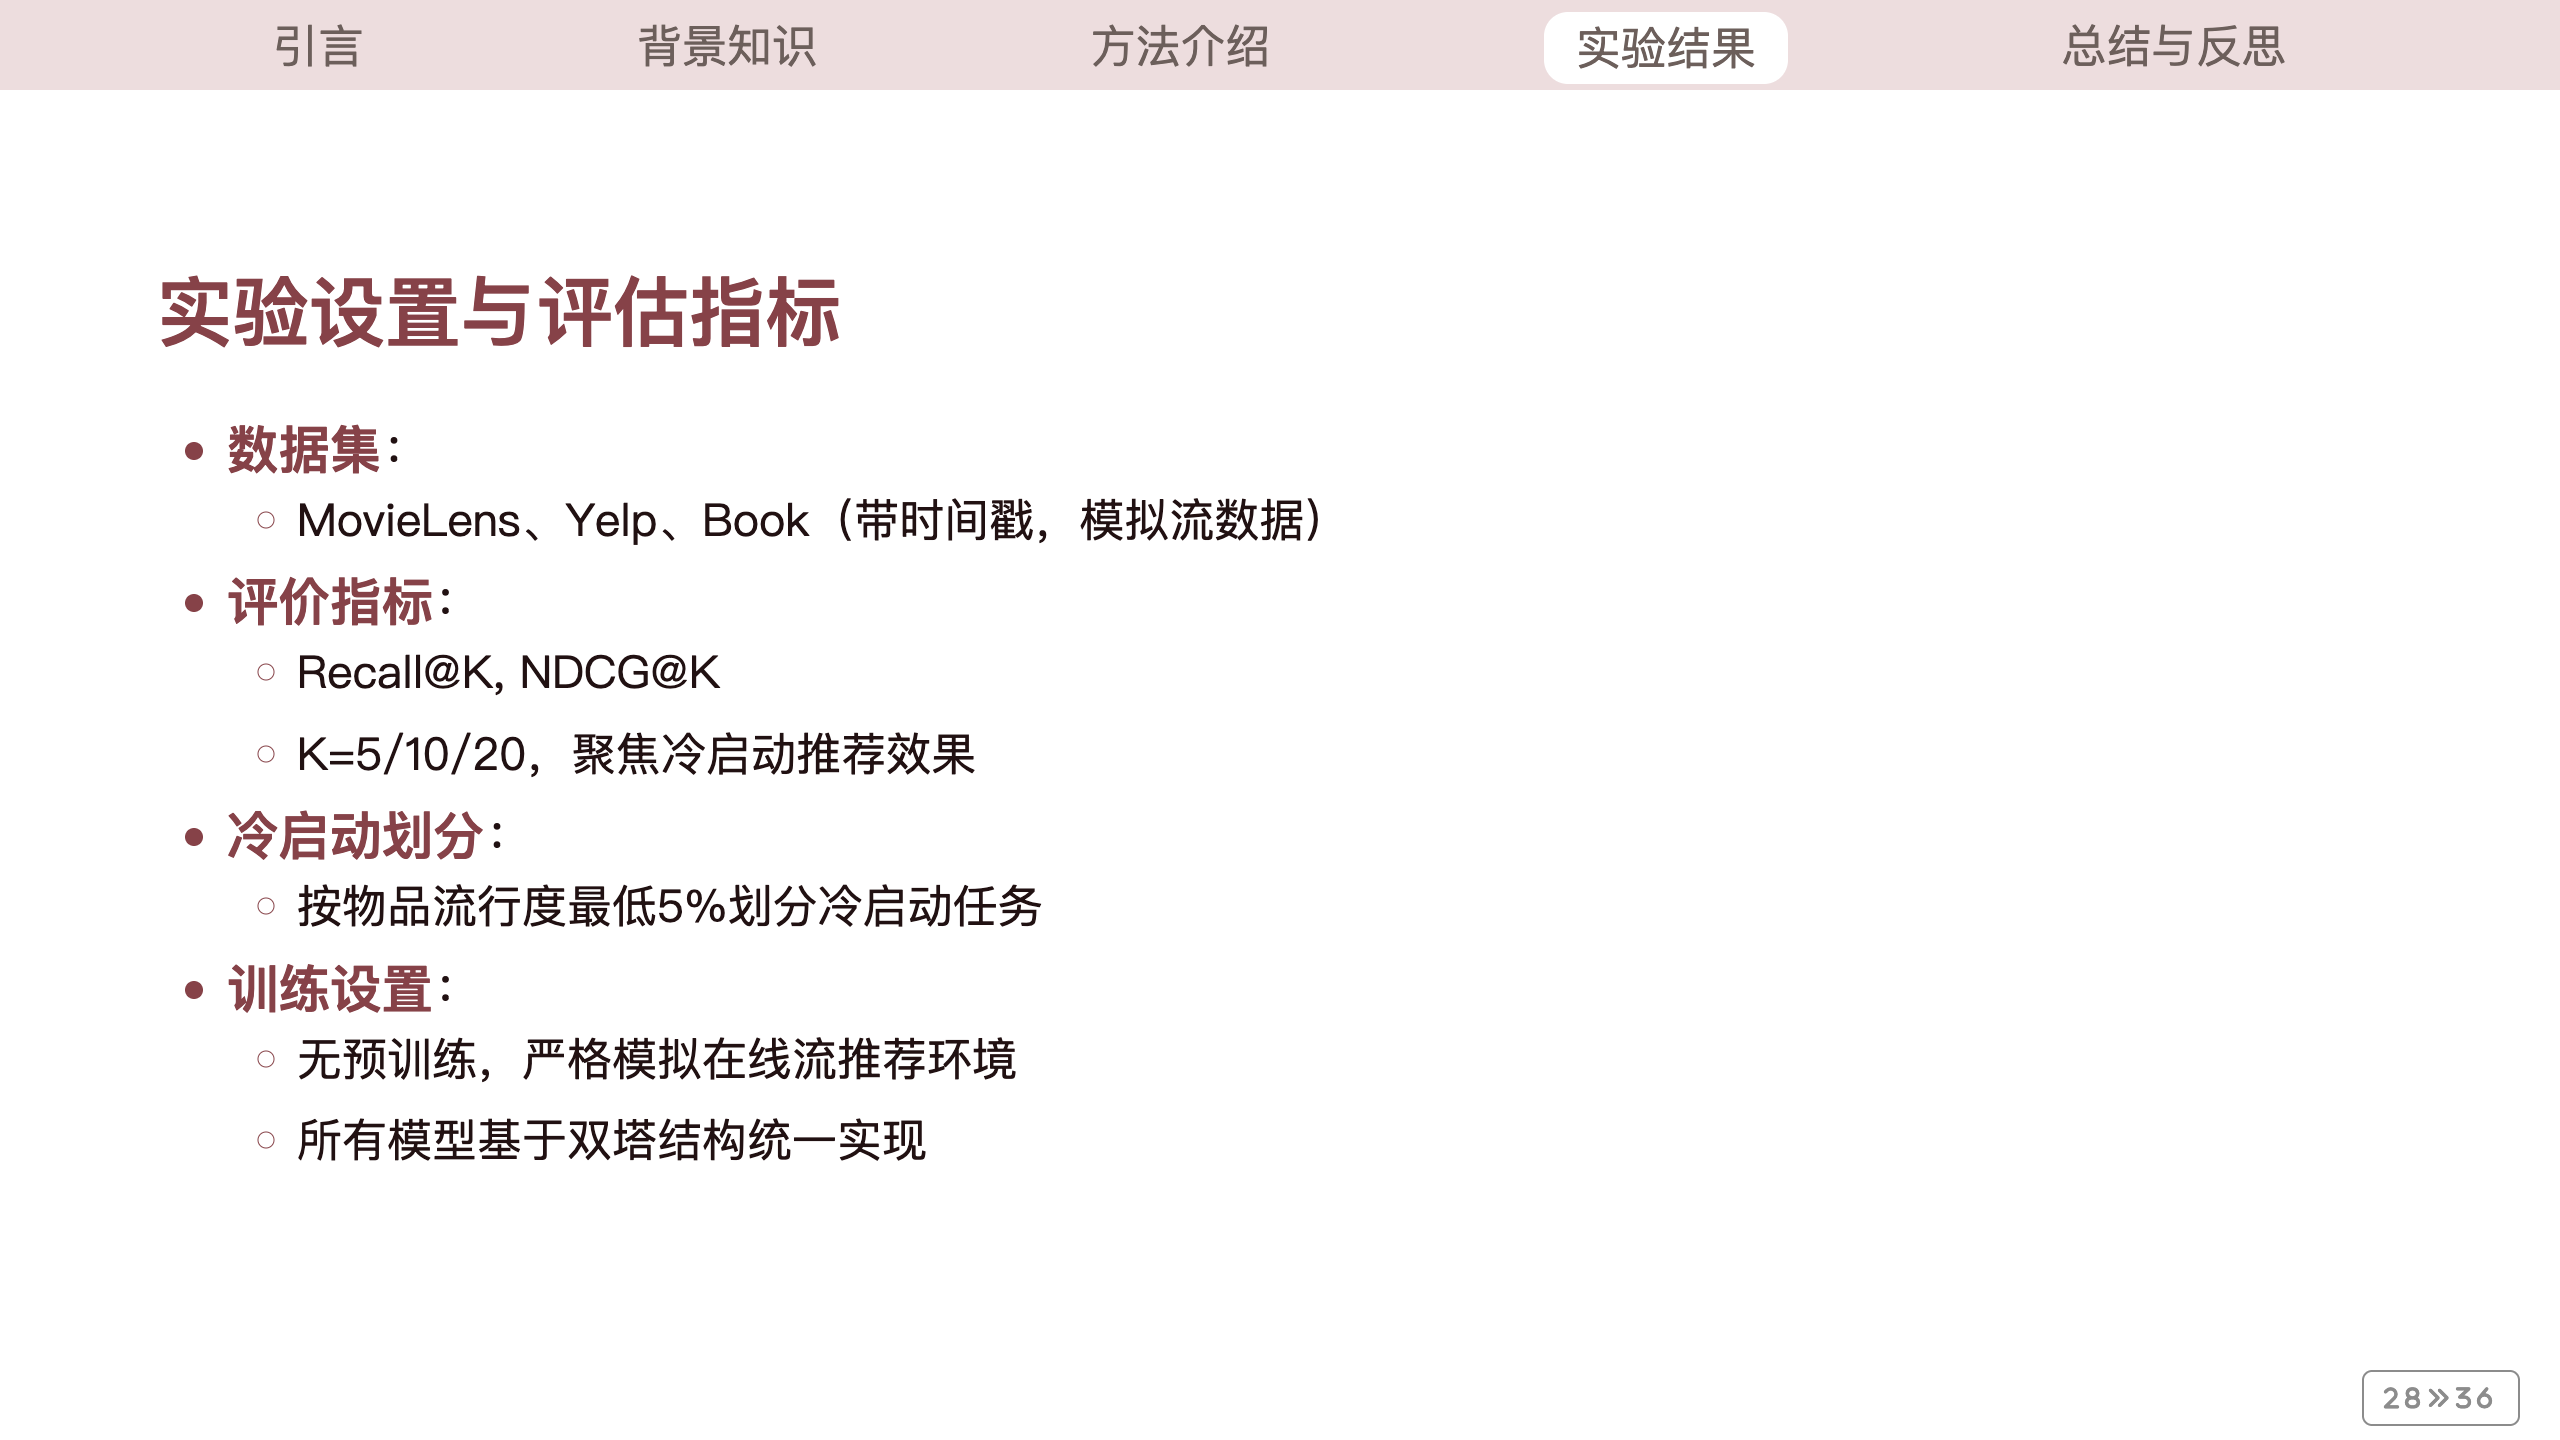 引言
背景知识
方法介绍
实验结果
总结与反思
实验设置与评估指标
数据集：
MovieLens、Yelp、Book（带时间戳，模拟流数据）
评价指标：
Recall@K, NDCG@K
K=5/10/20，聚焦冷启动推荐效果
冷启动划分：
按物品流行度最低5%划分冷启动任务
训练设置：
无预训练，严格模拟在线流推荐环境
所有模型基于双塔结构统一实现
28»36